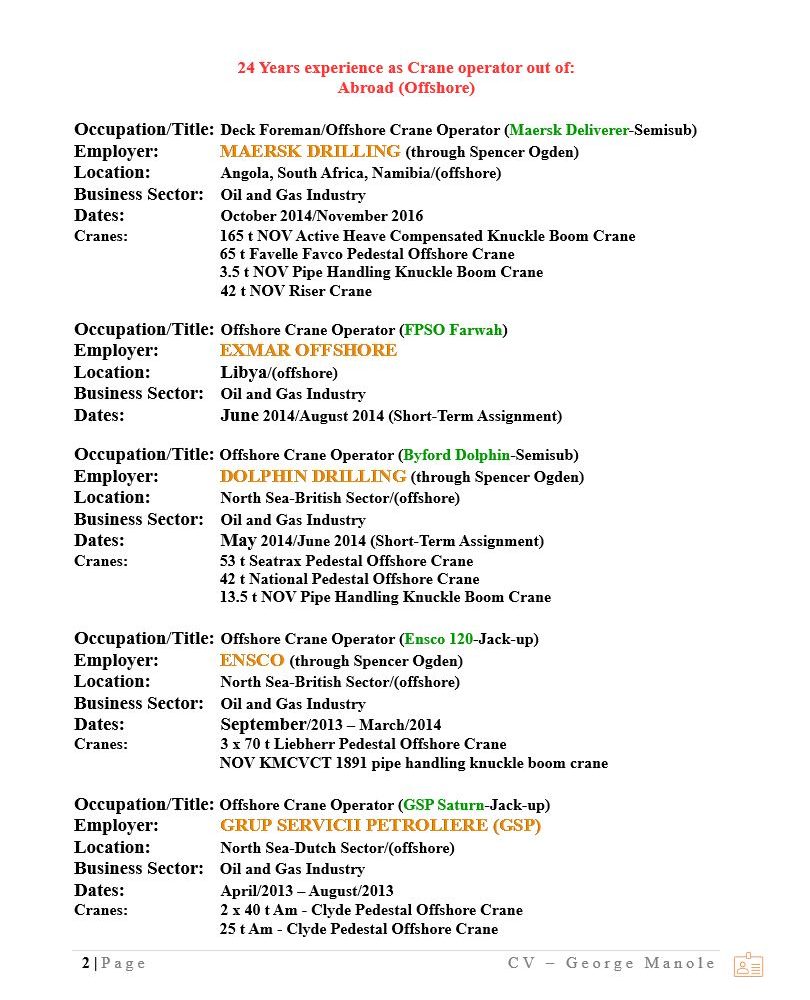 24 Years experience as Crane operator out of:
Abroad (Offshore)
Occupation/Title: Deck Foreman/Offshore Crane Operator (Maersk Deliverer-Semisub)
Employer: MAERSK DRILLING (through Spencer Ogden)
Location: Angola, South Africa, Namibia/(offshore)
Business Sector: Oil and Gas Industry
Dates: October 2014/November 2016
Cranes: 165 t NOV Active Heave Compensated Knuckle Boom Crane
65 t Favelle Favco Pedestal Offshore Crane
3.5 t NOV Pipe Handling Knuckle Boom Crane
42 t NOV Riser Crane
Occupation/Title: Offshore Crane Operator (FPSO Farwah)
Employer: EXMAR OFFSHORE
Location: Libya/(offshore)
Business Sector: Oil and Gas Industry
Dates: June 2014/August 2014 (Short-Term Assignment)
Occupation/Title: Offshore Crane Operator (Byford Dolphin-Semisub)
Employer: DOLPHIN DRILLING (through Spencer Ogden)
Location: North Sea-British Sector/(offshore)
Business Sector: Oil and Gas Industry
Dates: May 2014/June 2014 (Short-Term Assignment)
Cranes: 53 t Seatrax Pedestal Offshore Crane
42 t National Pedestal Offshore Crane
13.5 t NOV Pipe Handling Knuckle Boom Crane
Occupation/Title: Offshore Crane Operator (Ensco 120-Jack-up)
Employer: ENSCO (through Spencer Ogden)
Location: North Sea-British Sector/(offshore)
Business Sector: Oil and Gas Industry
Dates: September/2013 – March/2014
Cranes: 3 x 70 t Liebherr Pedestal Offshore Crane
NOV KMCVCT 1891 pipe handling knuckle boom crane
Occupation/Title: Offshore Crane Operator (GSP Saturn-Jack-up)
Employer: GRUP SERVICII PETROLIERE (GSP)
Location: North Sea-Dutch Sector/(offshore)
Business Sector: Oil and Gas Industry
Dates: April/2013 – August/2013
Cranes: 2 x 40 t Am - Clyde Pedestal Offshore Crane
25 t Am - Clyde Pedestal Offshore Crane
2 | Page CV – George Manole